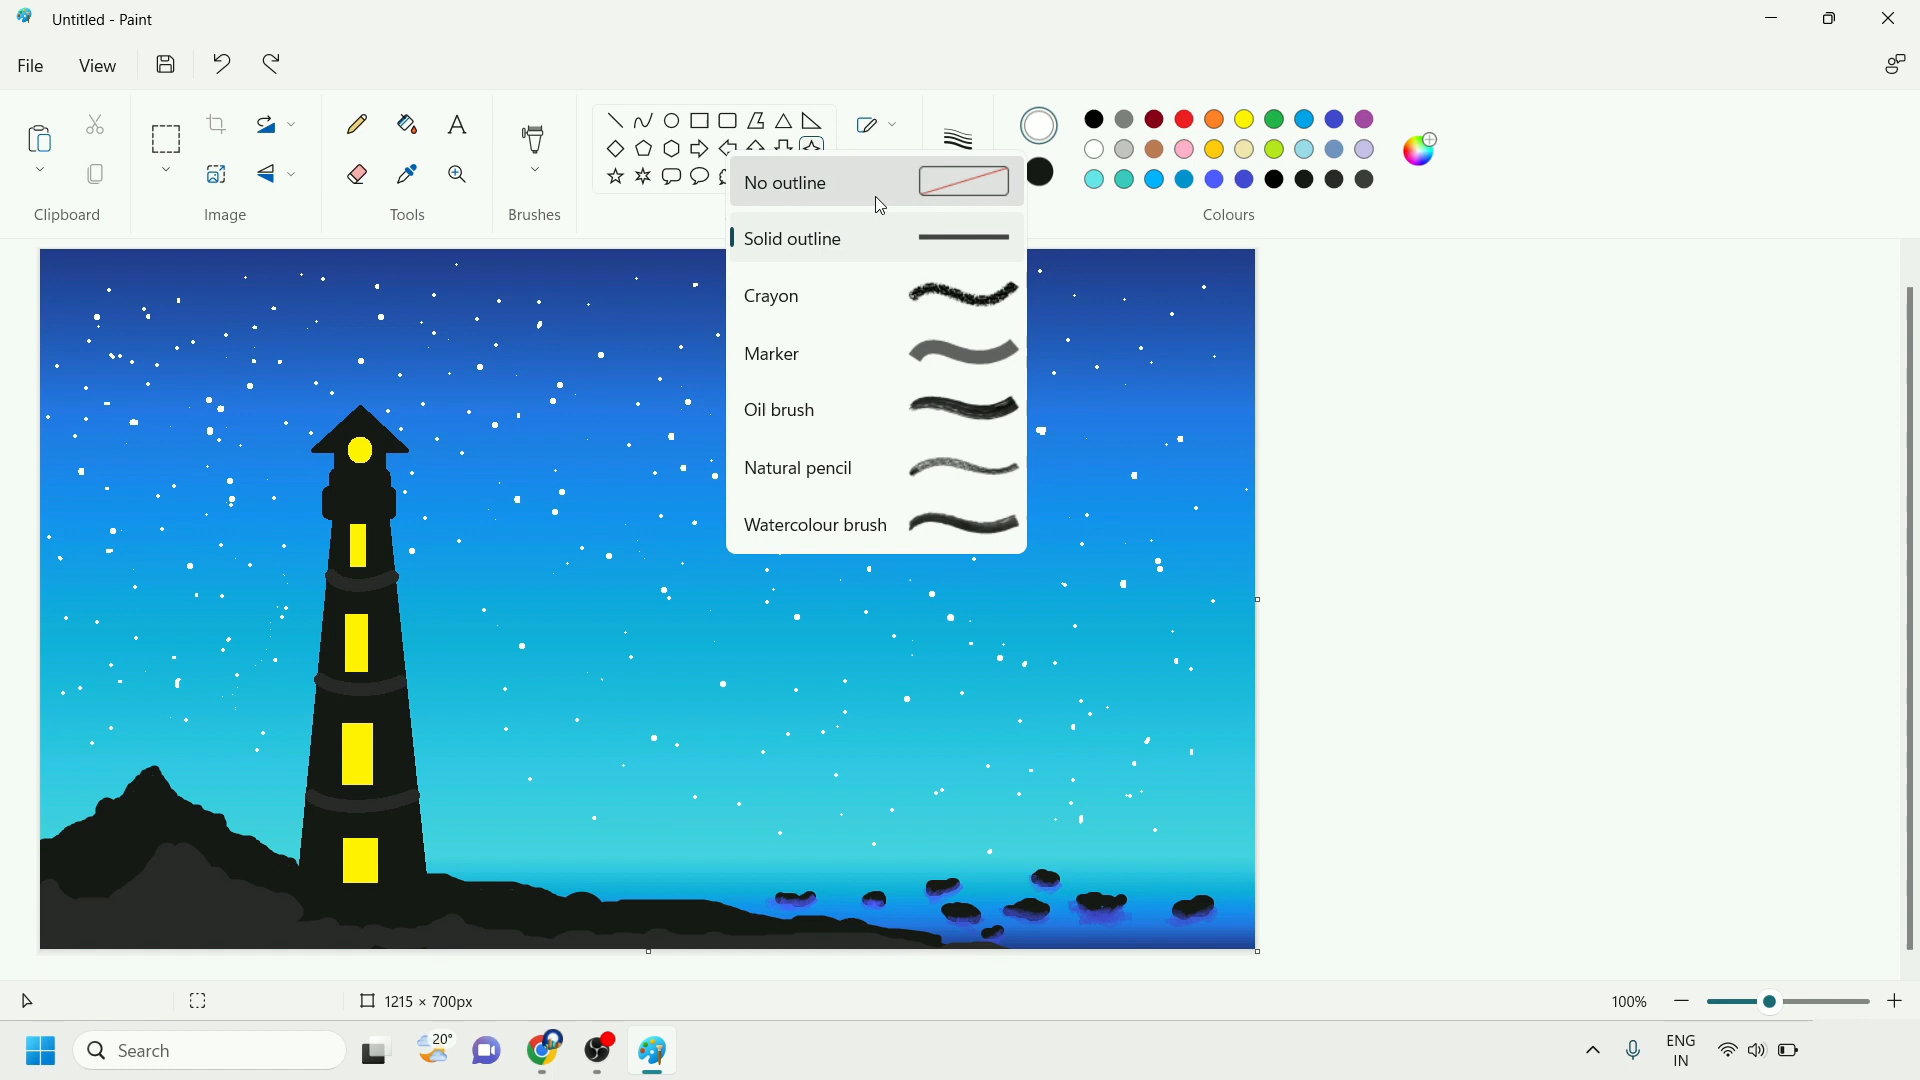 Untitled - Paint
File View
Clipboard
Image
Tools
Brushes
Colours
No outline
Solid outline
Crayon
Marker
Oil brush
Natural pencil
Watercolour brush
1215 × 700px
100%
Search
20°
ENG
IN